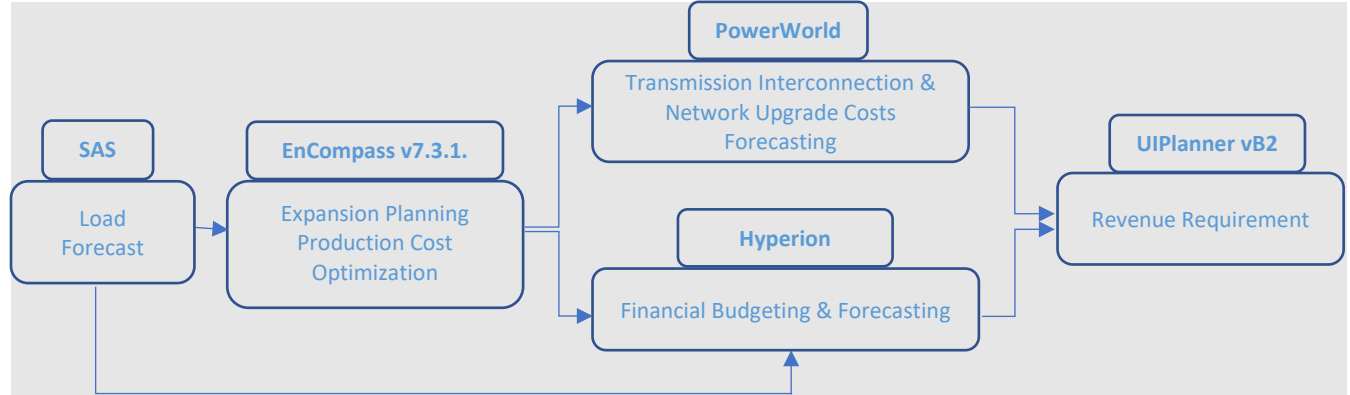 SAS
Load
Forecast
EnCompass v7.3.1.
Expansion Planning
Production Cost
Optimization
PowerWorld
Transmission Interconnection &
Network Upgrade Costs
Forecasting
Hyperion
Financial Budgeting & Forecasting
UIPlanner vB2
Revenue Requirement